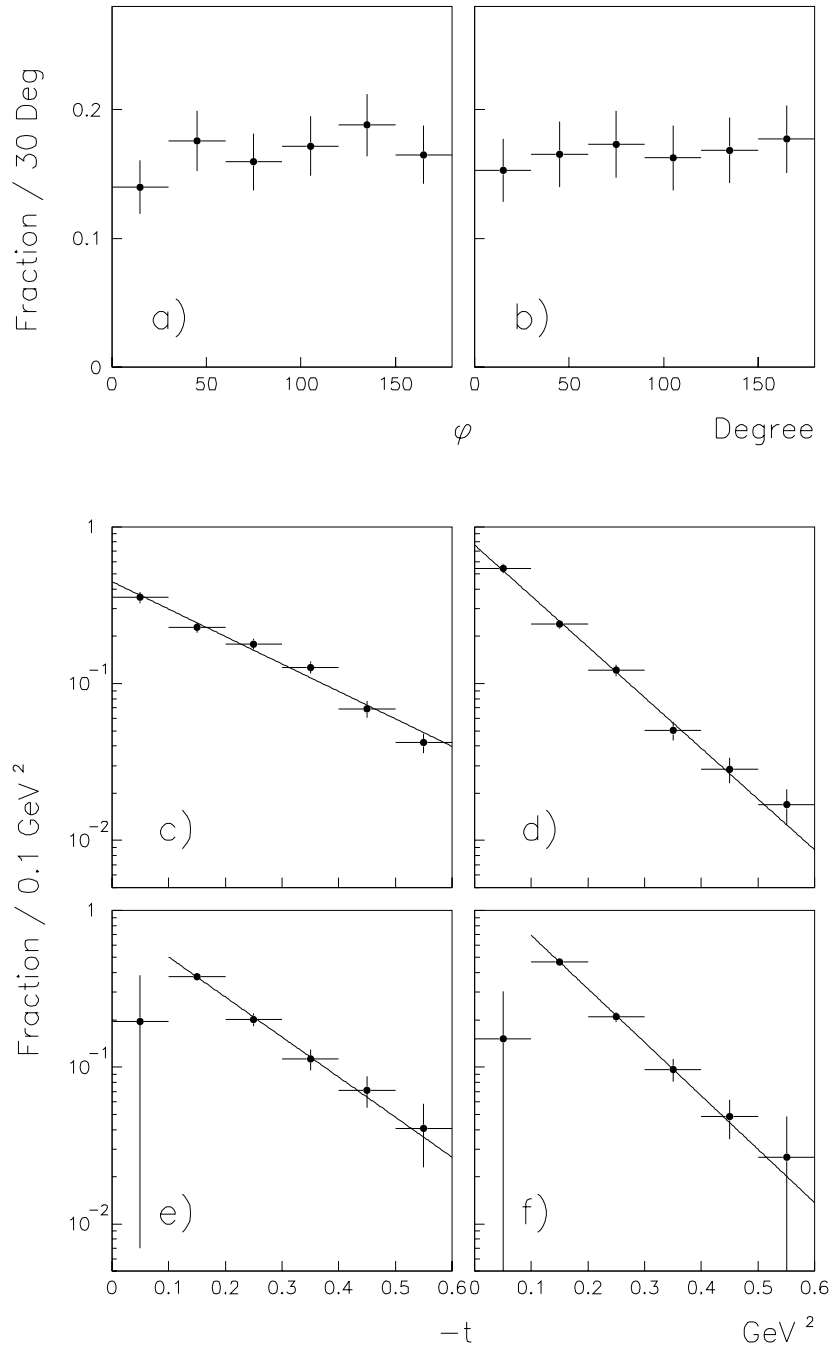 Fraction / 30 Deg
0.2
0.1
0
a)
b)
0 50 100 150
0 50 100 150
φ Degree
Fraction / 0.1 GeV²
1
10⁻¹
10⁻²
c)
d)
1
10⁻¹
10⁻²
e)
f)
0 0.1 0.2 0.3 0.4 0.5 0.6
0 0.1 0.2 0.3 0.4 0.5 0.6
−t GeV²